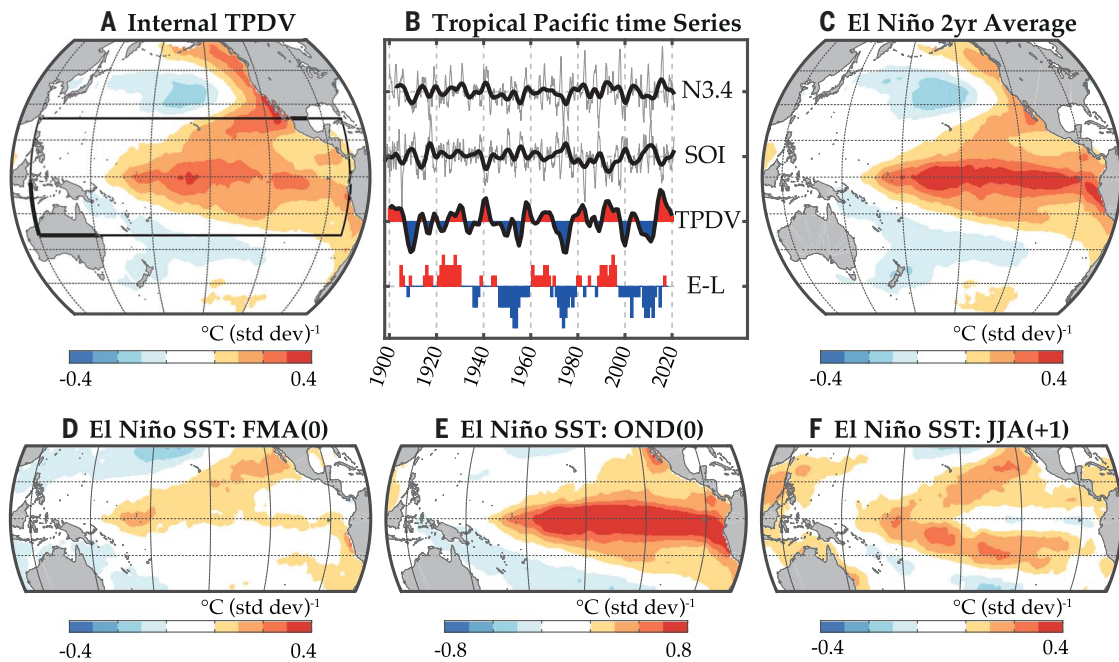 A Internal TPDV
B Tropical Pacific time Series
C El Niño 2yr Average
N3.4
SOI
TPDV
E-L
1900
1920
1940
1960
1980
2000
2020
°C (std dev)-1
-0.4
0.4
°C (std dev)-1
-0.4
0.4
D El Niño SST: FMA(0)
E El Niño SST: OND(0)
F El Niño SST: JJA(+1)
°C (std dev)-1
-0.4
0.4
°C (std dev)-1
-0.8
0.8
°C (std dev)-1
-0.4
0.4